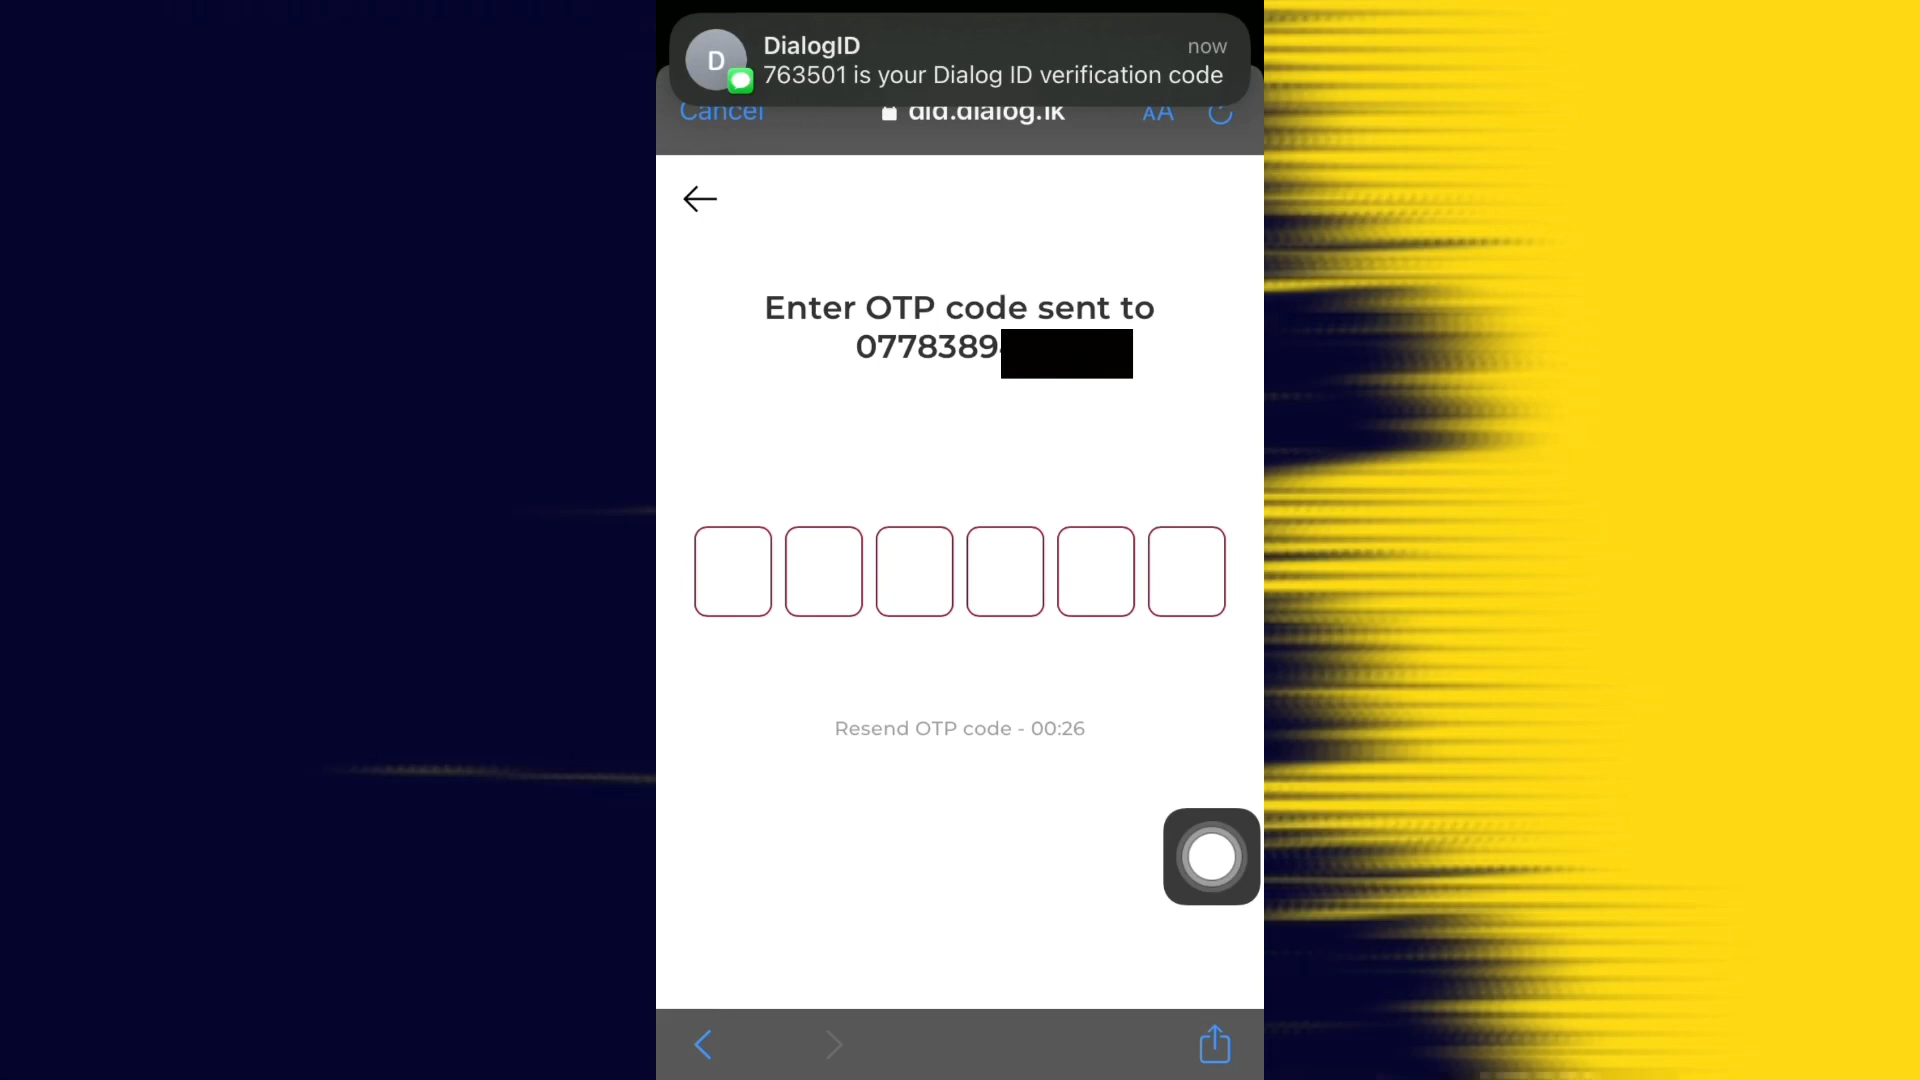 D
DialogID
now
763501 is your Dialog ID verification code
Cancel
did.dialog.lk
AA
Enter OTP code sent to
0778389
Resend OTP code - 00:26